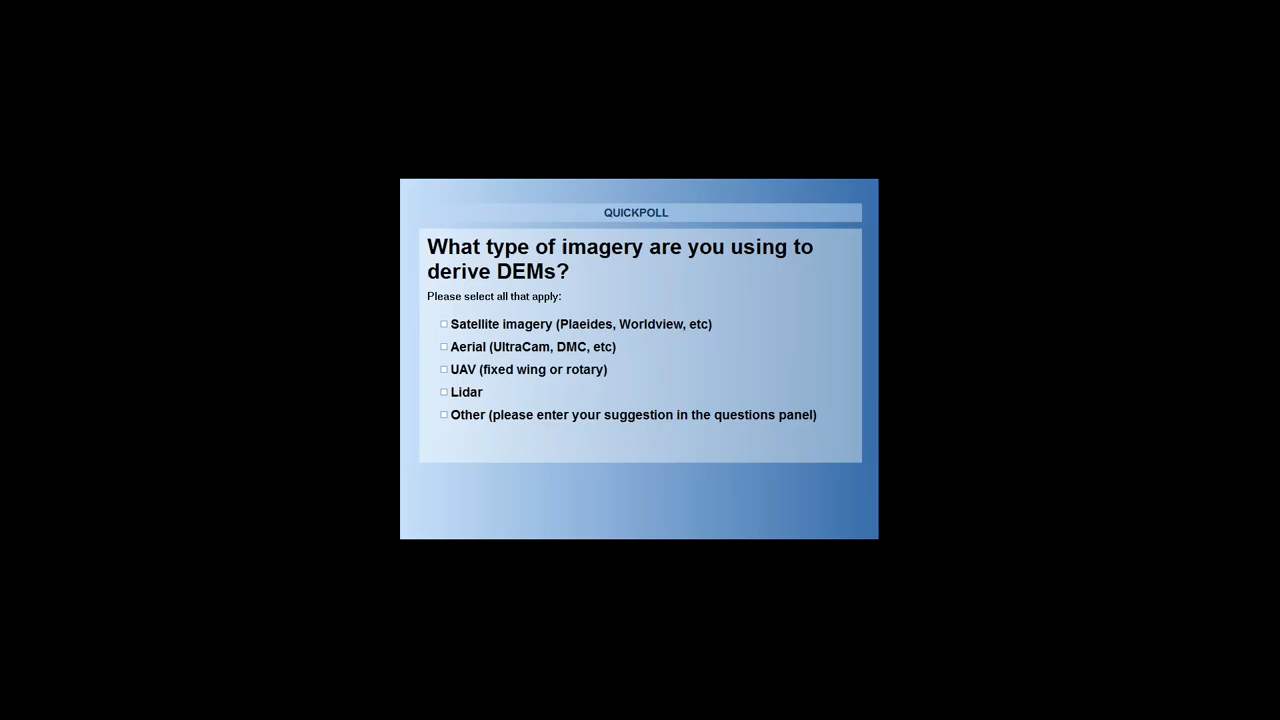 QUICKPOLL
What type of imagery are you using to
derive DEMs?
Please select all that apply:
Satellite imagery (Plaeides, Worldview, etc)
Aerial (UltraCam, DMC, etc)
UAV (fixed wing or rotary)
Lidar
Other (please enter your suggestion in the questions panel)